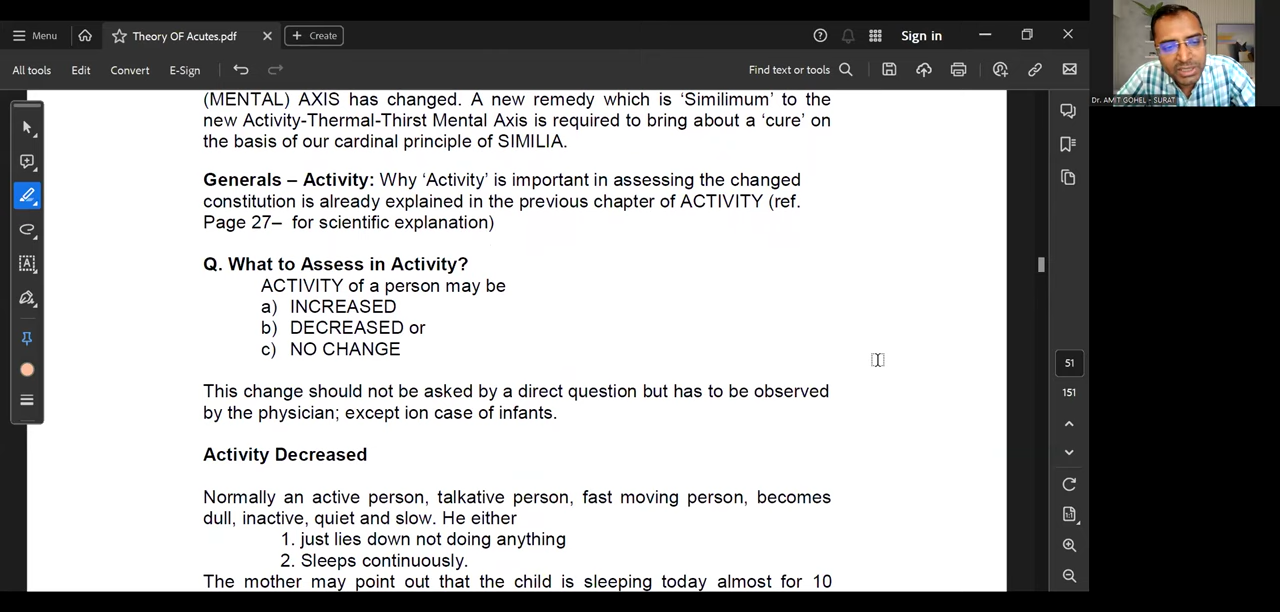 Menu
Theory OF Acutes.pdf
Create
Sign in
All tools
Edit
Convert
E-Sign
Find text or tools
Dr. AMIT GOHEL - SURAT
(MENTAL) AXIS has changed. A new remedy which is ‘Similimum’ to the
new Activity-Thermal-Thirst Mental Axis is required to bring about a ‘cure’ on
the basis of our cardinal principle of SIMILIA.
Generals – Activity: Why ‘Activity’ is important in assessing the changed
constitution is already explained in the previous chapter of ACTIVITY (ref.
Page 27– for scientific explanation)
Q. What to Assess in Activity?
ACTIVITY of a person may be
a) INCREASED
b) DECREASED or
c) NO CHANGE
This change should not be asked by a direct question but has to be observed
by the physician; except ion case of infants.
Activity Decreased
Normally an active person, talkative person, fast moving person, becomes
dull, inactive, quiet and slow. He either
1. just lies down not doing anything
2. Sleeps continuously.
The mother may point out that the child is sleeping today almost for 10
51
151